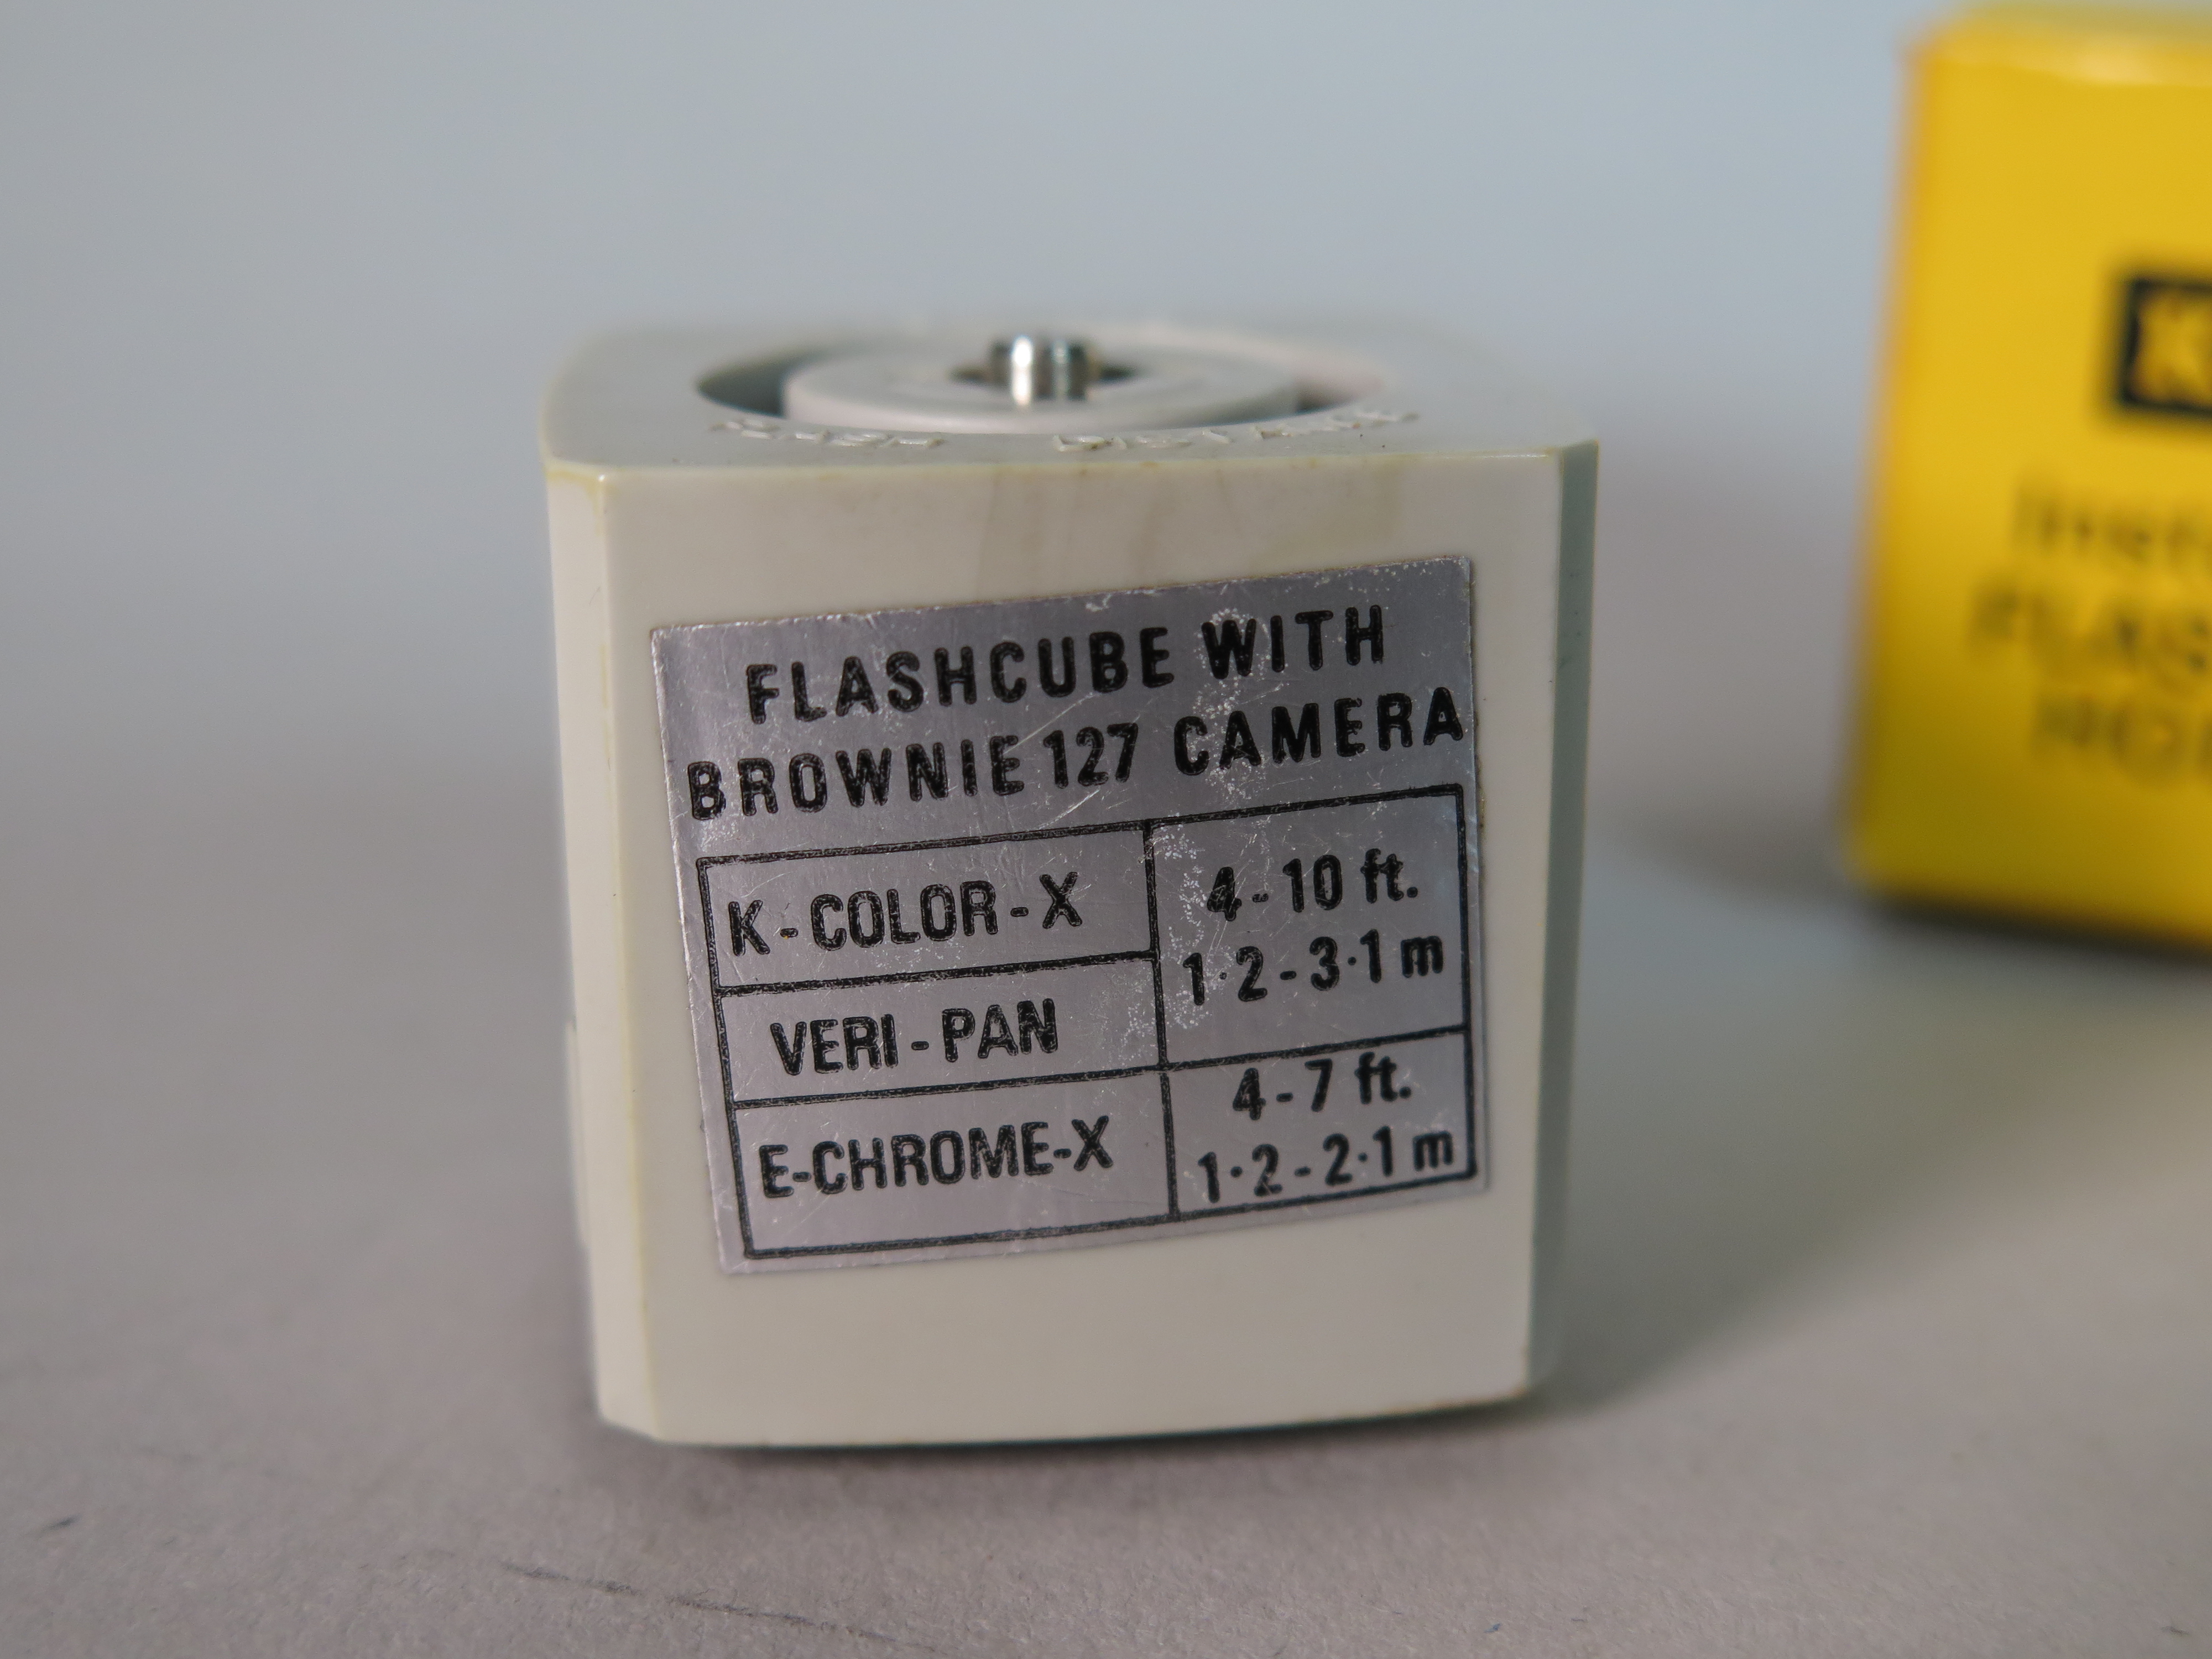 FLASHCUBE WITH
BROWNIE 127 CAMERA
K-COLOR-X
4-10 ft.
1·2-3·1 m
VERI-PAN
E-CHROME-X
4-7 ft.
1·2-2·1 m